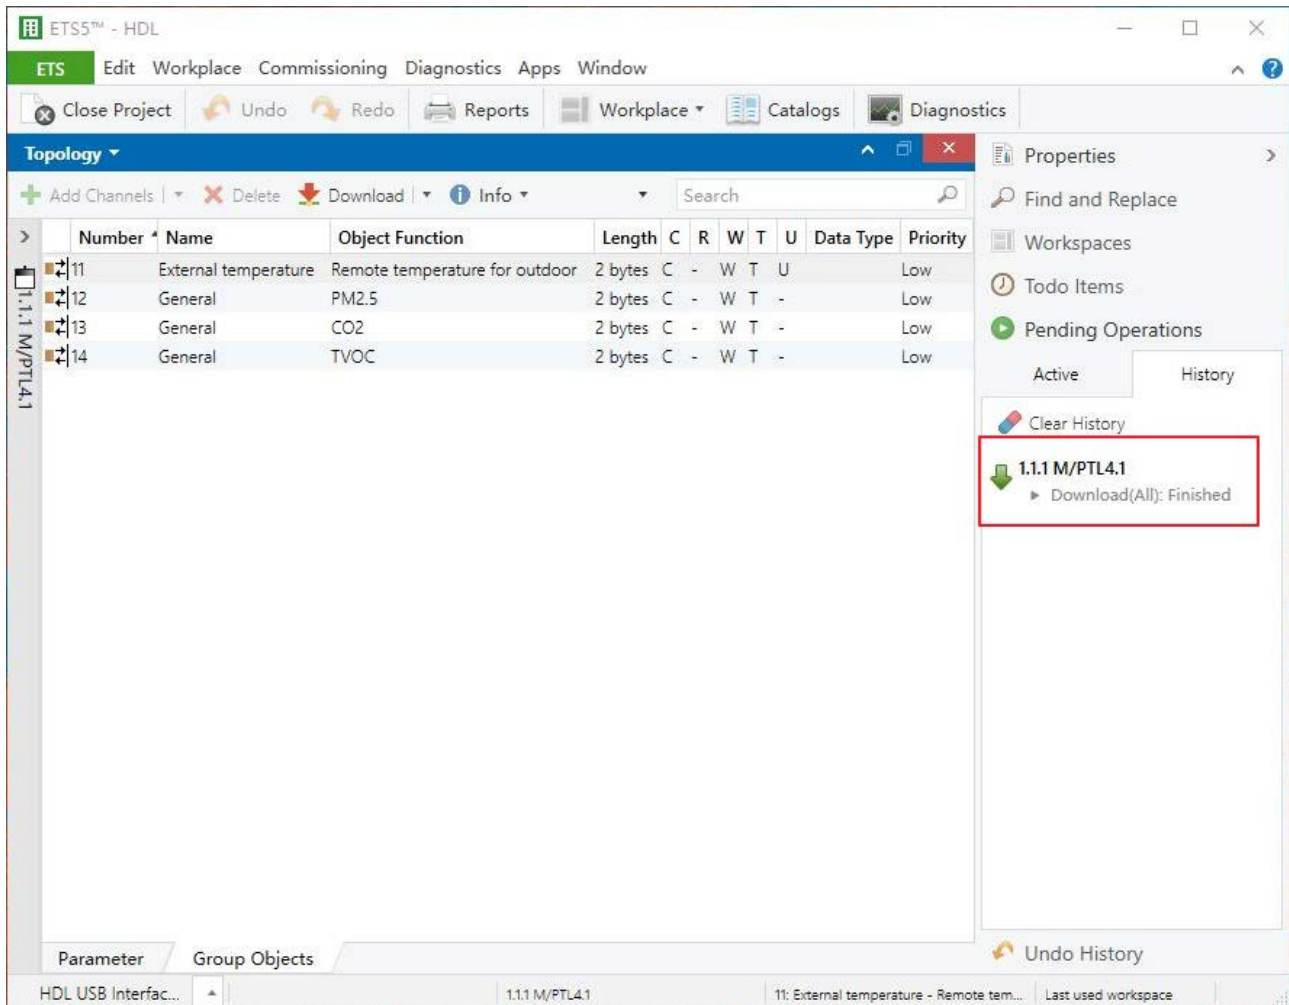 ETS5™ - HDL
ETS Edit Workplace Commissioning Diagnostics Apps Window
Close Project Undo Redo Reports Workplace Catalogs Diagnostics
Topology
Add Channels Delete Download Info Search
Number Name Object Function Length C R W T U Data Type Priority
11 External temperature Remote temperature for outdoor 2 bytes C - W T U Low
12 General PM2.5 2 bytes C - W T - Low
13 General CO2 2 bytes C - W T - Low
14 General TVOC 2 bytes C - W T - Low
1.1.1 M/PTL4.1
Parameter Group Objects
Properties
Find and Replace
Workspaces
Todo Items
Pending Operations
Active History
Clear History
1.1.1 M/PTL4.1
Download(All): Finished
Undo History
HDL USB Interfac... 1.1.1 M/PTL4.1 11: External temperature - Remote tem... Last used workspace